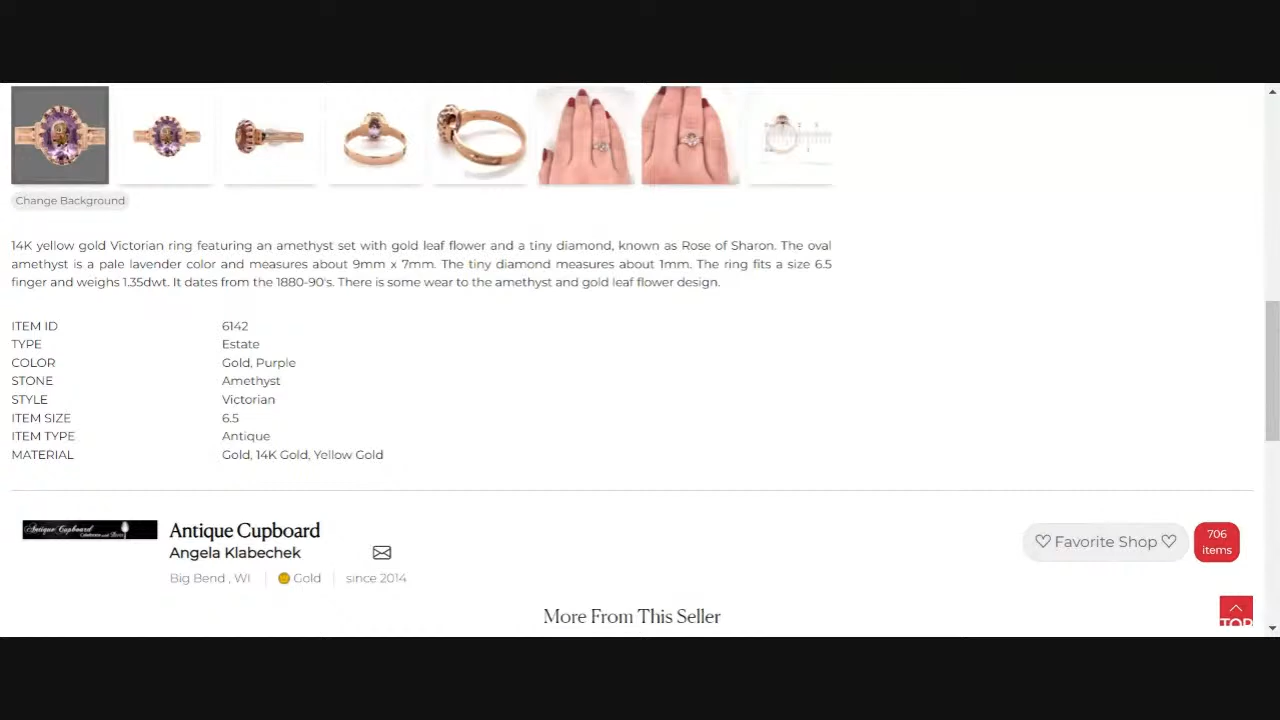 Change Background
14K yellow gold Victorian ring featuring an amethyst set with gold leaf flower and a tiny diamond, known as Rose of Sharon. The oval
amethyst is a pale lavender color and measures about 9mm x 7mm. The tiny diamond measures about 1mm. The ring fits a size 6.5
finger and weighs 1.35dwt. It dates from the 1880-90's. There is some wear to the amethyst and gold leaf flower design.
ITEM ID 6142
TYPE Estate
COLOR Gold, Purple
STONE Amethyst
STYLE Victorian
ITEM SIZE 6.5
ITEM TYPE Antique
MATERIAL Gold, 14K Gold, Yellow Gold
Antique Cupboard
Antique Cupboard
Angela Klabechek
Big Bend , WI Gold since 2014
♡ Favorite Shop ♡
706
items
More From This Seller
TOP